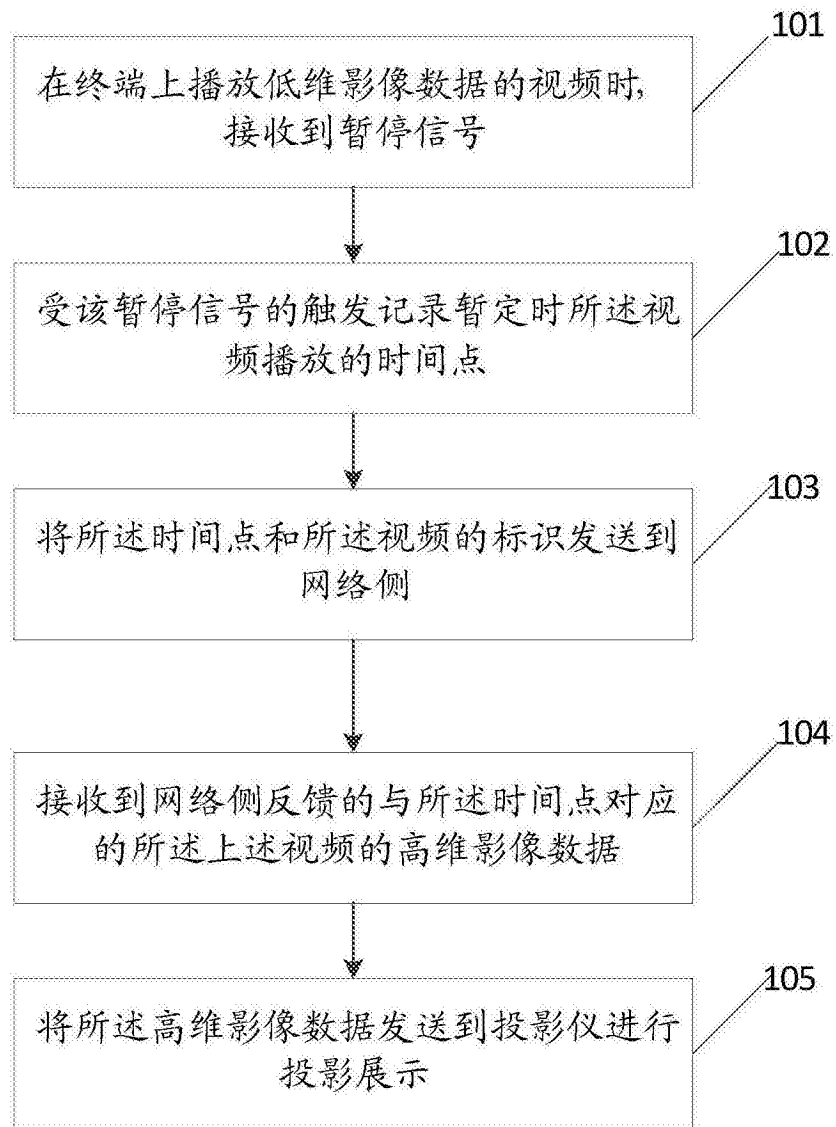 101
在终端上播放低维影像数据的视频时,
接收到暂停信号
102
受该暂停信号的触发记录暂定时所述视
频播放的时间点
103
将所述时间点和所述视频的标识发送到
网络侧
104
接收到网络侧反馈的与所述时间点对应
的所述上述视频的高维影像数据
105
将所述高维影像数据发送到投影仪进行
投影展示